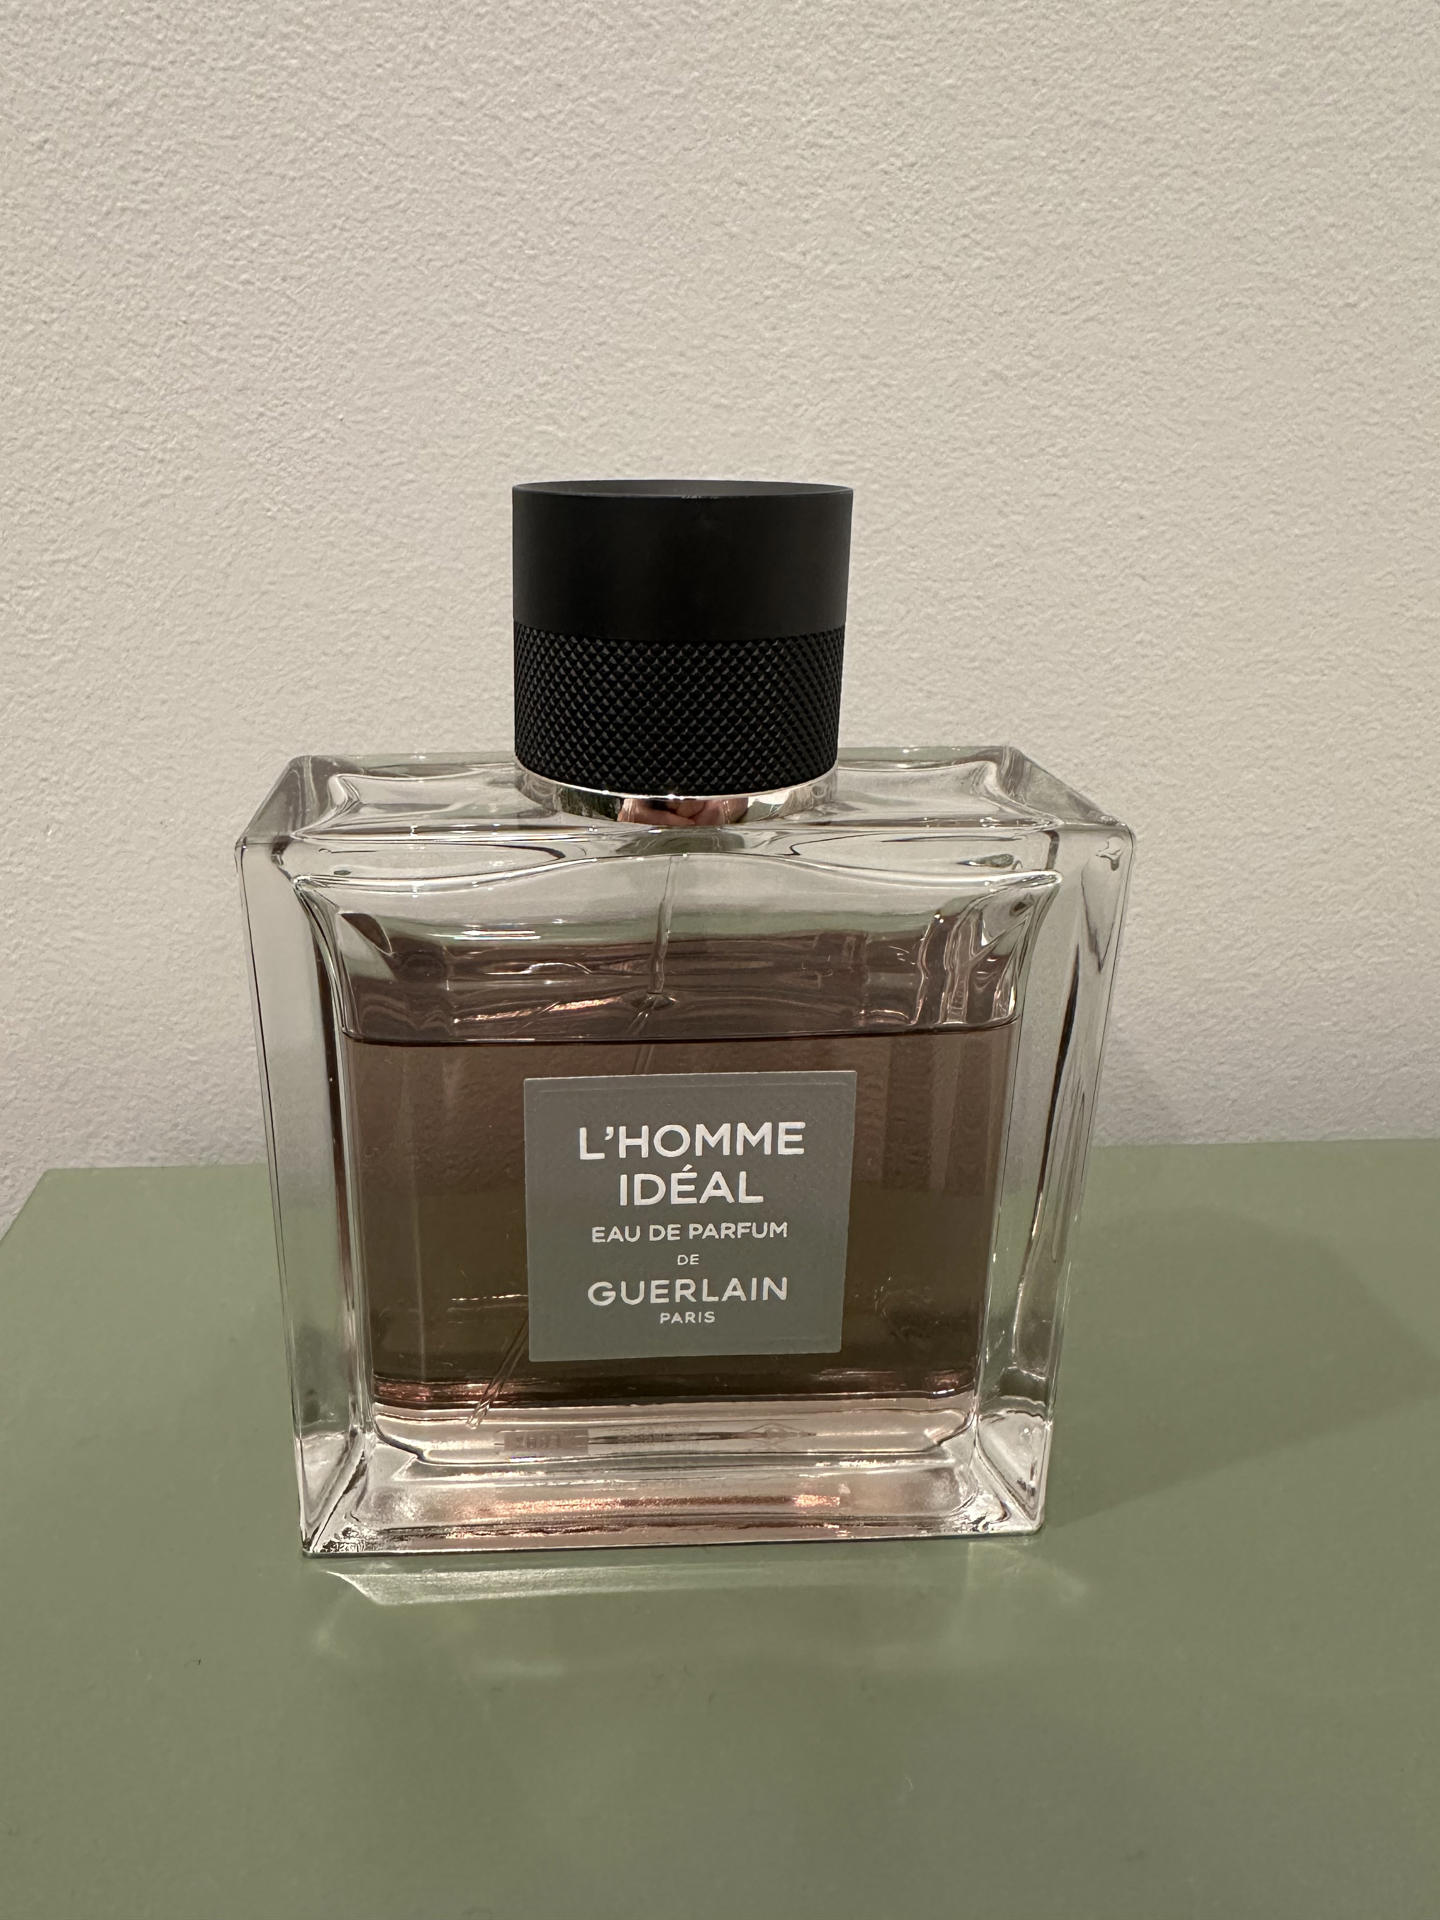 L'HOMME
IDÉAL
EAU DE PARFUM
DE
GUERLAIN
PARIS